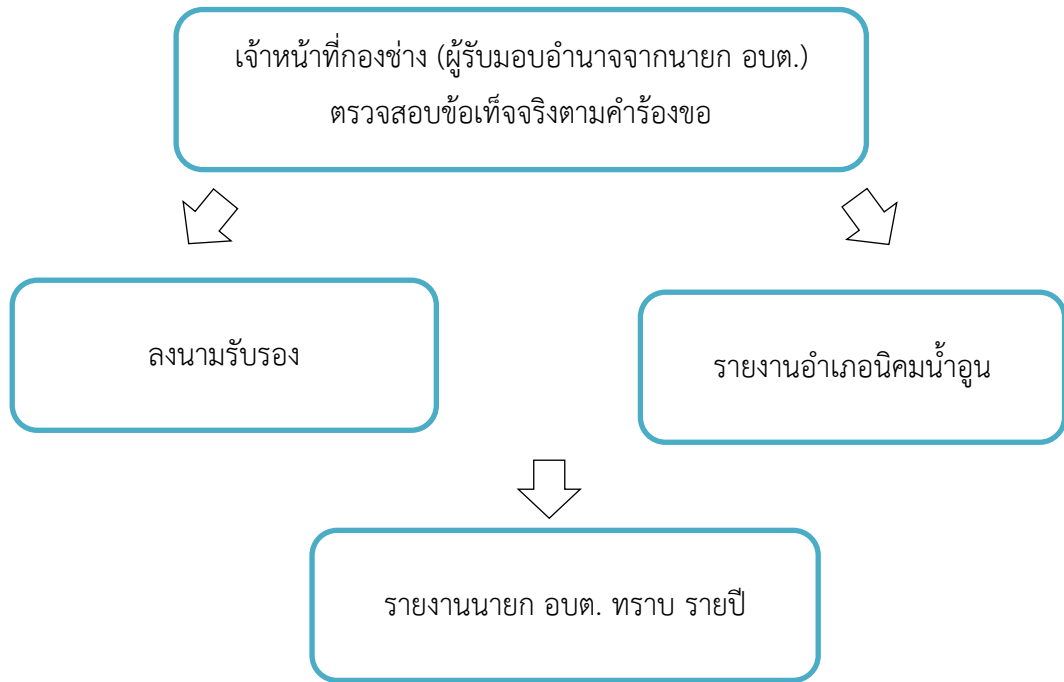 เจ้าหน้าที่กองช่าง (ผู้รับมอบอำนาจจากนายก อบต.)
ตรวจสอบข้อเท็จจริงตามคำร้องขอ
ลงนามรับรอง
รายงานอำเภอนิคมน้ำอูน
รายงานนายก อบต. ทราบ รายปี